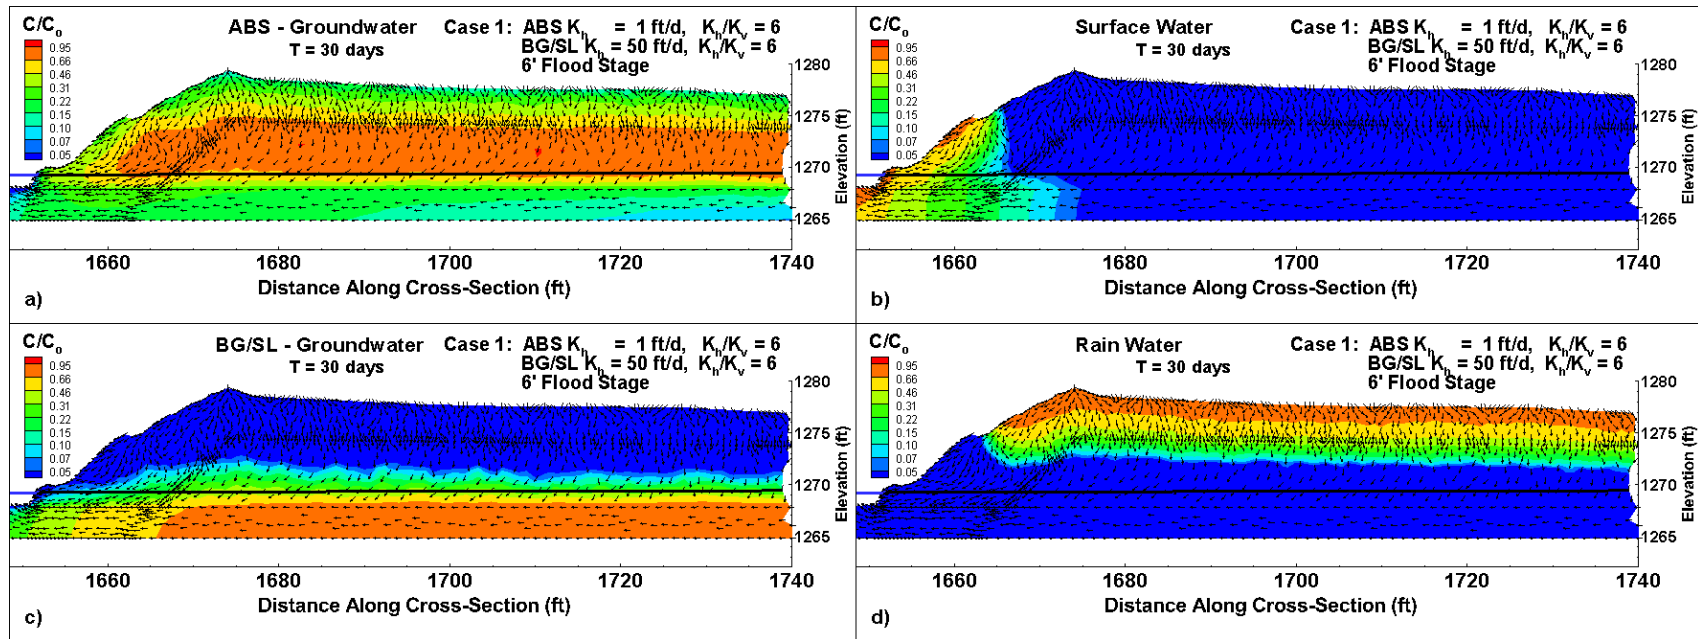 C/Co
0.95
0.66
0.46
0.31
0.22
0.15
0.10
0.07
0.05
ABS - Groundwater
T = 30 days
Case 1: ABS Kh = 1 ft/d, Kh/Kv = 6
BG/SL Kh = 50 ft/d, Kh/Kv = 6
6' Flood Stage
1280
1275
1270
1265
Elevation (ft)
1660 1680 1700 1720 1740
Distance Along Cross-Section (ft)
a)
C/Co
0.95
0.66
0.46
0.31
0.22
0.15
0.10
0.07
0.05
Surface Water
T = 30 days
Case 1: ABS Kh = 1 ft/d, Kh/Kv = 6
BG/SL Kh = 50 ft/d, Kh/Kv = 6
6' Flood Stage
1280
1275
1270
1265
Elevation (ft)
1660 1680 1700 1720 1740
Distance Along Cross-Section (ft)
b)
C/Co
0.95
0.66
0.46
0.31
0.22
0.15
0.10
0.07
0.05
BG/SL - Groundwater
T = 30 days
Case 1: ABS Kh = 1 ft/d, Kh/Kv = 6
BG/SL Kh = 50 ft/d, Kh/Kv = 6
6' Flood Stage
1280
1275
1270
1265
Elevation (ft)
1660 1680 1700 1720 1740
Distance Along Cross-Section (ft)
c)
C/Co
0.95
0.66
0.46
0.31
0.22
0.15
0.10
0.07
0.05
Rain Water
T = 30 days
Case 1: ABS Kh = 1 ft/d, Kh/Kv = 6
BG/SL Kh = 50 ft/d, Kh/Kv = 6
6' Flood Stage
1280
1275
1270
1265
Elevation (ft)
1660 1680 1700 1720 1740
Distance Along Cross-Section (ft)
d)